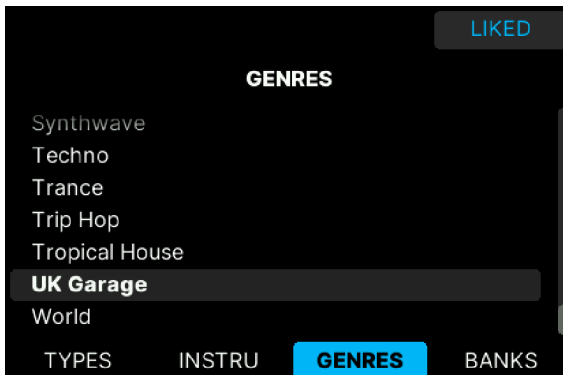 LIKED
GENRES
Synthwave
Techno
Trance
Trip Hop
Tropical House
UK Garage
World
TYPES INSTRU GENRES BANKS